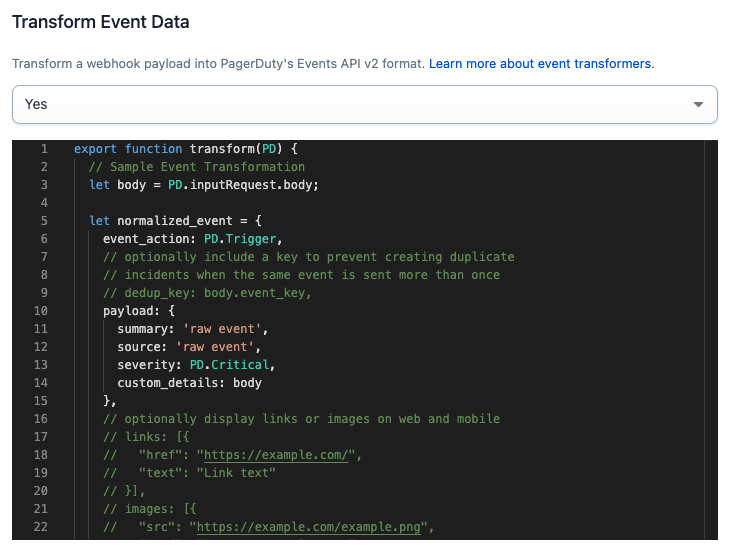 Transform Event Data
Transform a webhook payload into PagerDuty's Events API v2 format. Learn more about event transformers.
Yes
1 export function transform(PD) {
2 // Sample Event Transformation
3 let body = PD.inputRequest.body;
4
5 let normalized_event = {
6 event_action: PD.Trigger,
7 // optionally include a key to prevent creating duplicate
8 // incidents when the same event is sent more than once
9 // dedup_key: body.event_key,
10 payload: {
11 summary: 'raw event',
12 source: 'raw event',
13 severity: PD.Critical,
14 custom_details: body
15 },
16 // optionally display links or images on web and mobile
17 // links: [{
18 //   "href": "https://example.com/",
19 //   "text": "Link text"
20 // }],
21 // images: [{
22 //   "src": "https://example.com/example.png",